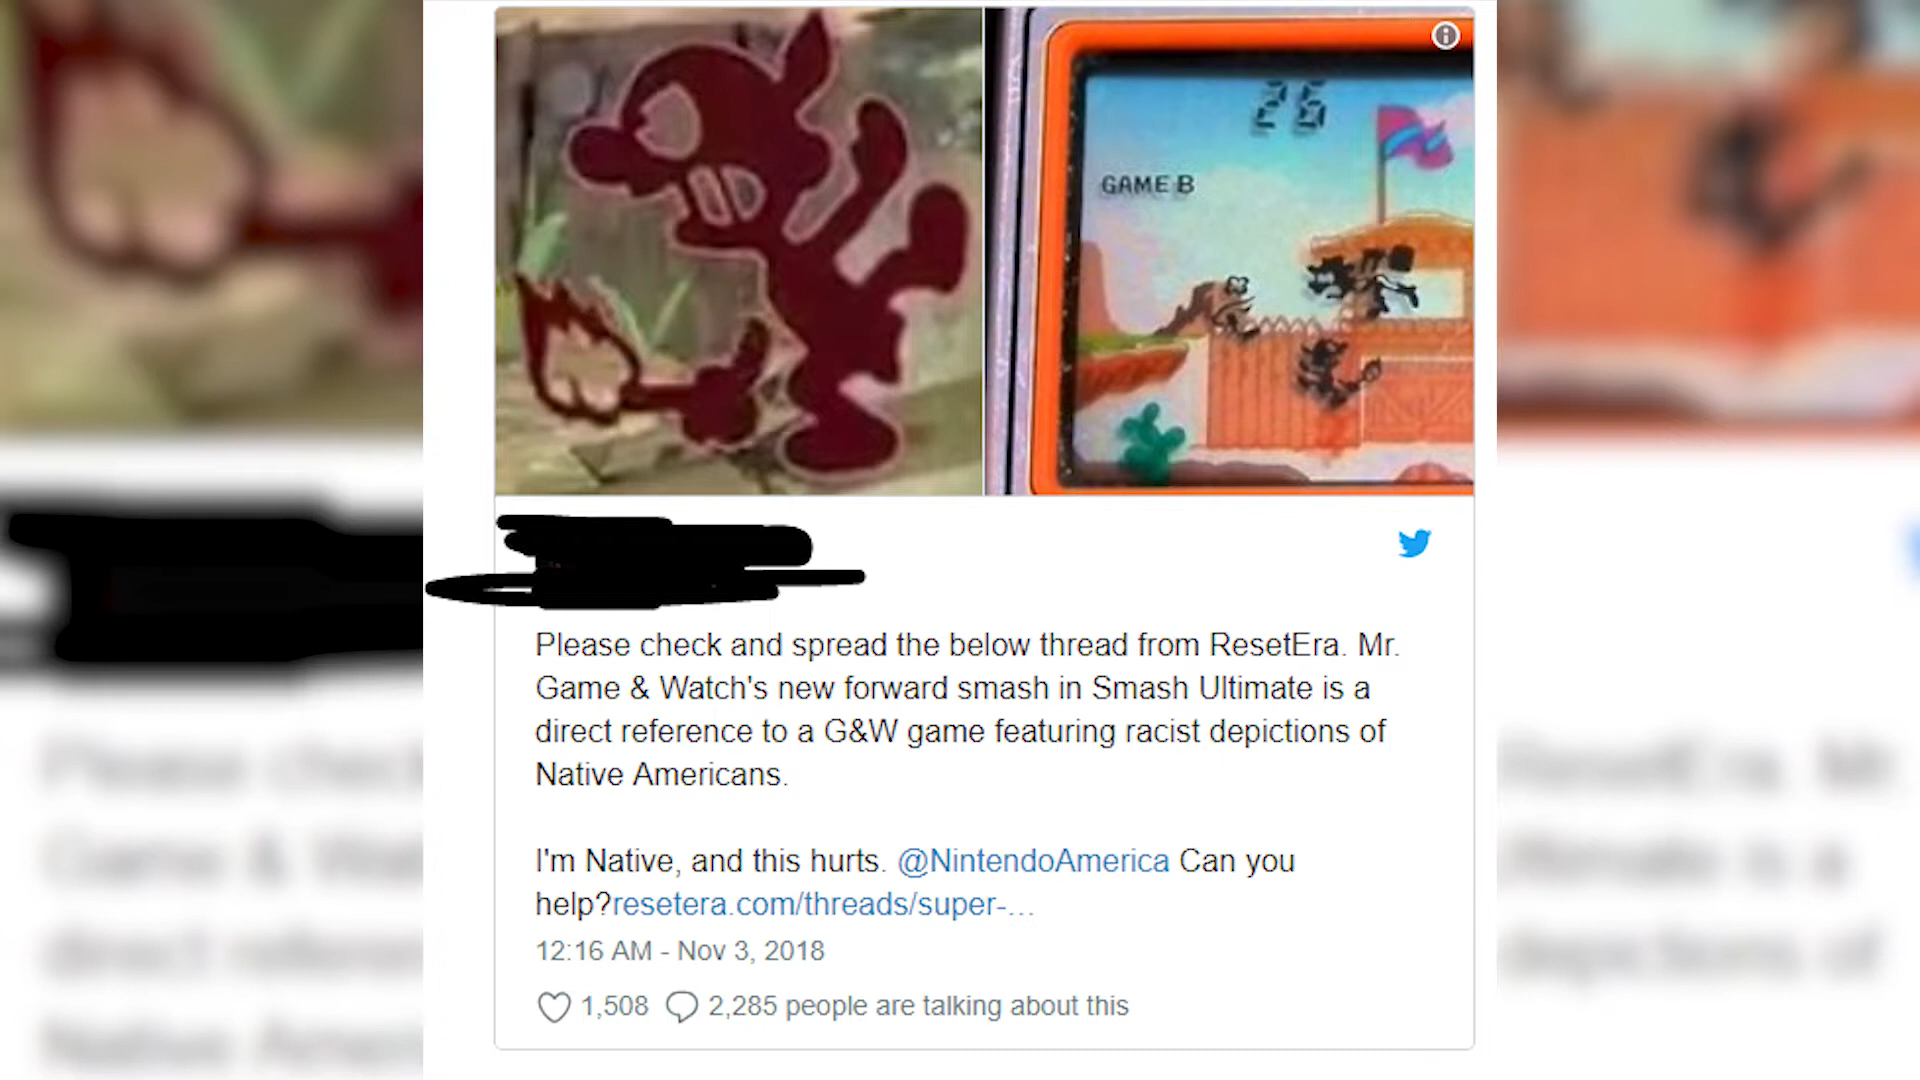 26
GAME B
Please check and spread the below thread from ResetEra. Mr.
Game & Watch's new forward smash in Smash Ultimate is a
direct reference to a G&W game featuring racist depictions of
Native Americans.
I'm Native, and this hurts. @NintendoAmerica Can you
help?resetera.com/threads/super-…
12:16 AM - Nov 3, 2018
1,508 2,285 people are talking about this